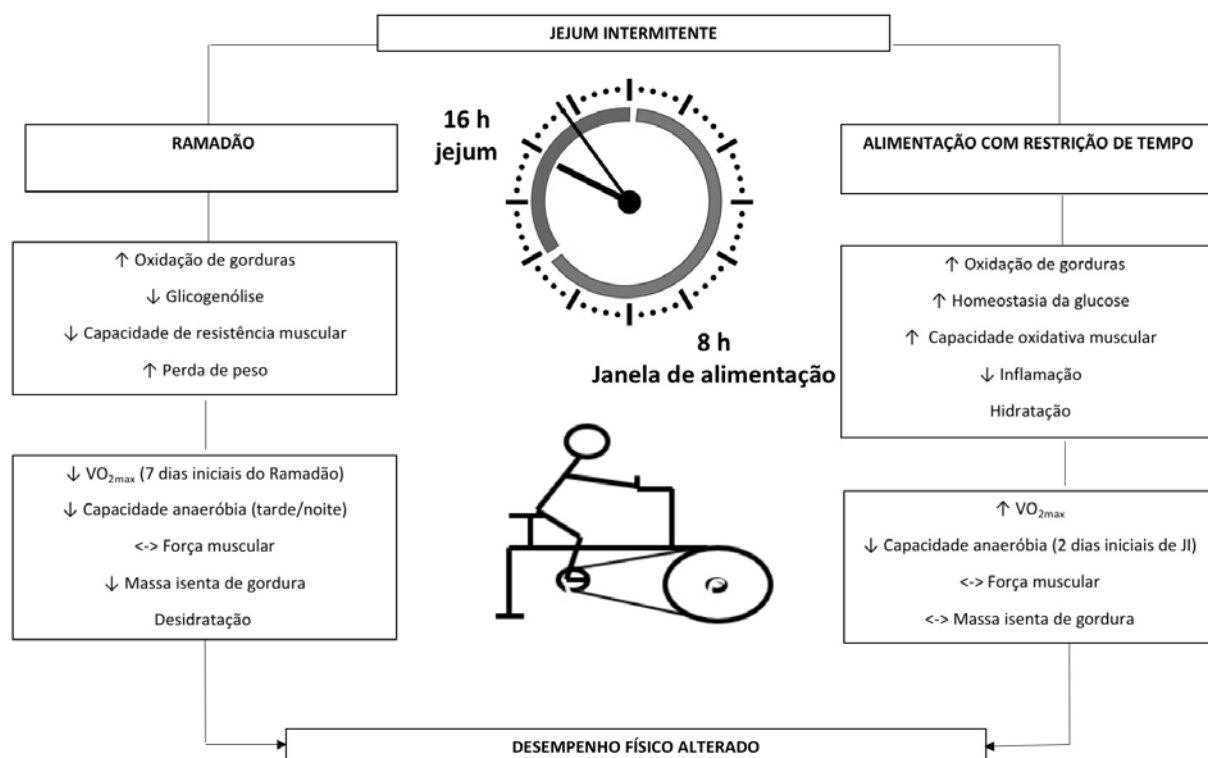 JEJUM INTERMITENTE
RAMADÃO
↑ Oxidação de gorduras
↓ Glicogenólise
↓ Capacidade de resistência muscular
↑ Perda de peso
↓ VO₂max (7 dias iniciais do Ramadão)
↓ Capacidade anaeróbia (tarde/noite)
<-> Força muscular
↓ Massa isenta de gordura
Desidratação
16 h
jejum
8 h
Janela de alimentação
ALIMENTAÇÃO COM RESTRIÇÃO DE TEMPO
↑ Oxidação de gorduras
↑ Homeostasia da glucose
↑ Capacidade oxidativa muscular
↓ Inflamação
Hidratação
↑ VO₂max
↓ Capacidade anaeróbia (2 dias iniciais de JI)
<-> Força muscular
<-> Massa isenta de gordura
DESEMPENHO FÍSICO ALTERADO